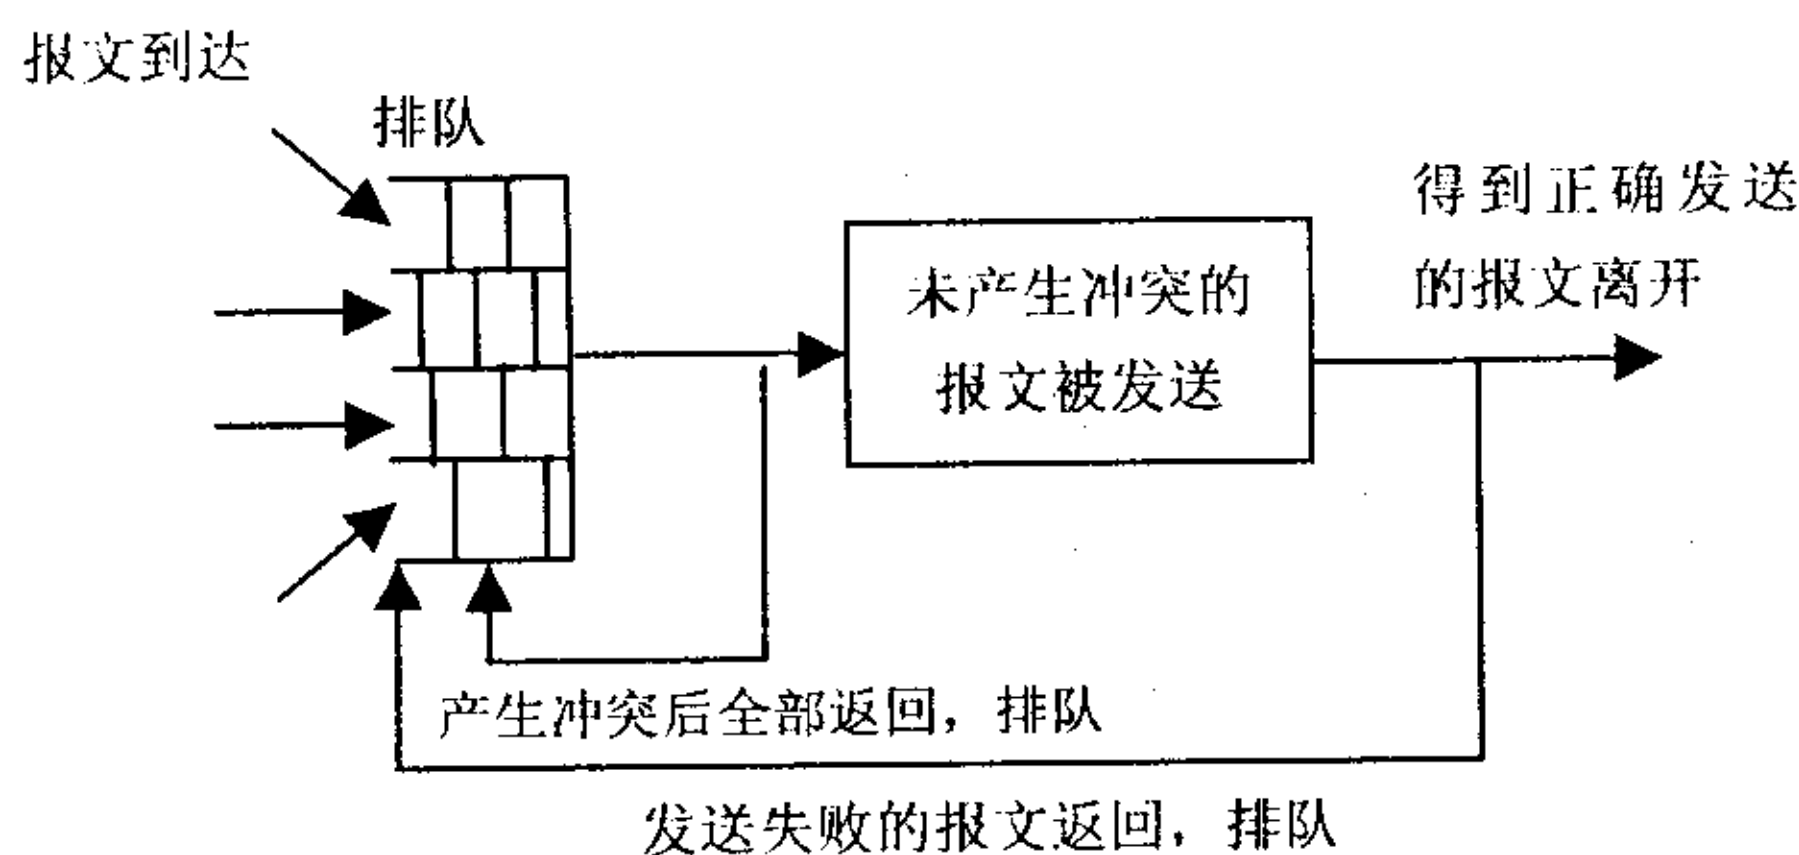 报文到达
排队
得到正确发送
的报文离开
未产生冲突的
报文被发送
产生冲突后全部返回，排队
发送失败的报文返回，排队